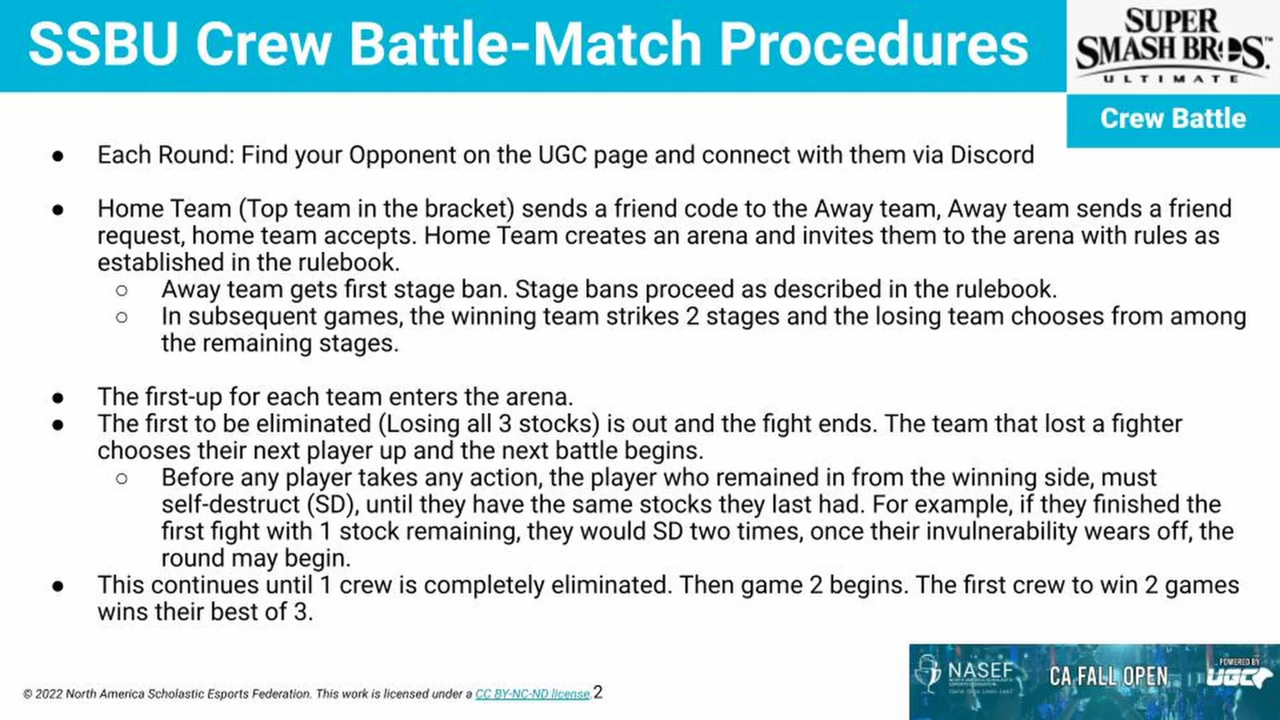 SSBU Crew Battle-Match Procedures
SUPER
SMASH BROS.™
ULTIMATE
Crew Battle
● Each Round: Find your Opponent on the UGC page and connect with them via Discord
● Home Team (Top team in the bracket) sends a friend code to the Away team, Away team sends a friend
request, home team accepts. Home Team creates an arena and invites them to the arena with rules as
established in the rulebook.
○ Away team gets first stage ban. Stage bans proceed as described in the rulebook.
○ In subsequent games, the winning team strikes 2 stages and the losing team chooses from among
the remaining stages.
● The first-up for each team enters the arena.
● The first to be eliminated (Losing all 3 stocks) is out and the fight ends. The team that lost a fighter
chooses their next player up and the next battle begins.
○ Before any player takes any action, the player who remained in from the winning side, must
self-destruct (SD), until they have the same stocks they last had. For example, if they finished the
first fight with 1 stock remaining, they would SD two times, once their invulnerability wears off, the
round may begin.
● This continues until 1 crew is completely eliminated. Then game 2 begins. The first crew to win 2 games
wins their best of 3.
© 2022 North America Scholastic Esports Federation. This work is licensed under a CC BY-NC-ND license.2
NASEF
CA FALL OPEN
POWERED BY
UGC